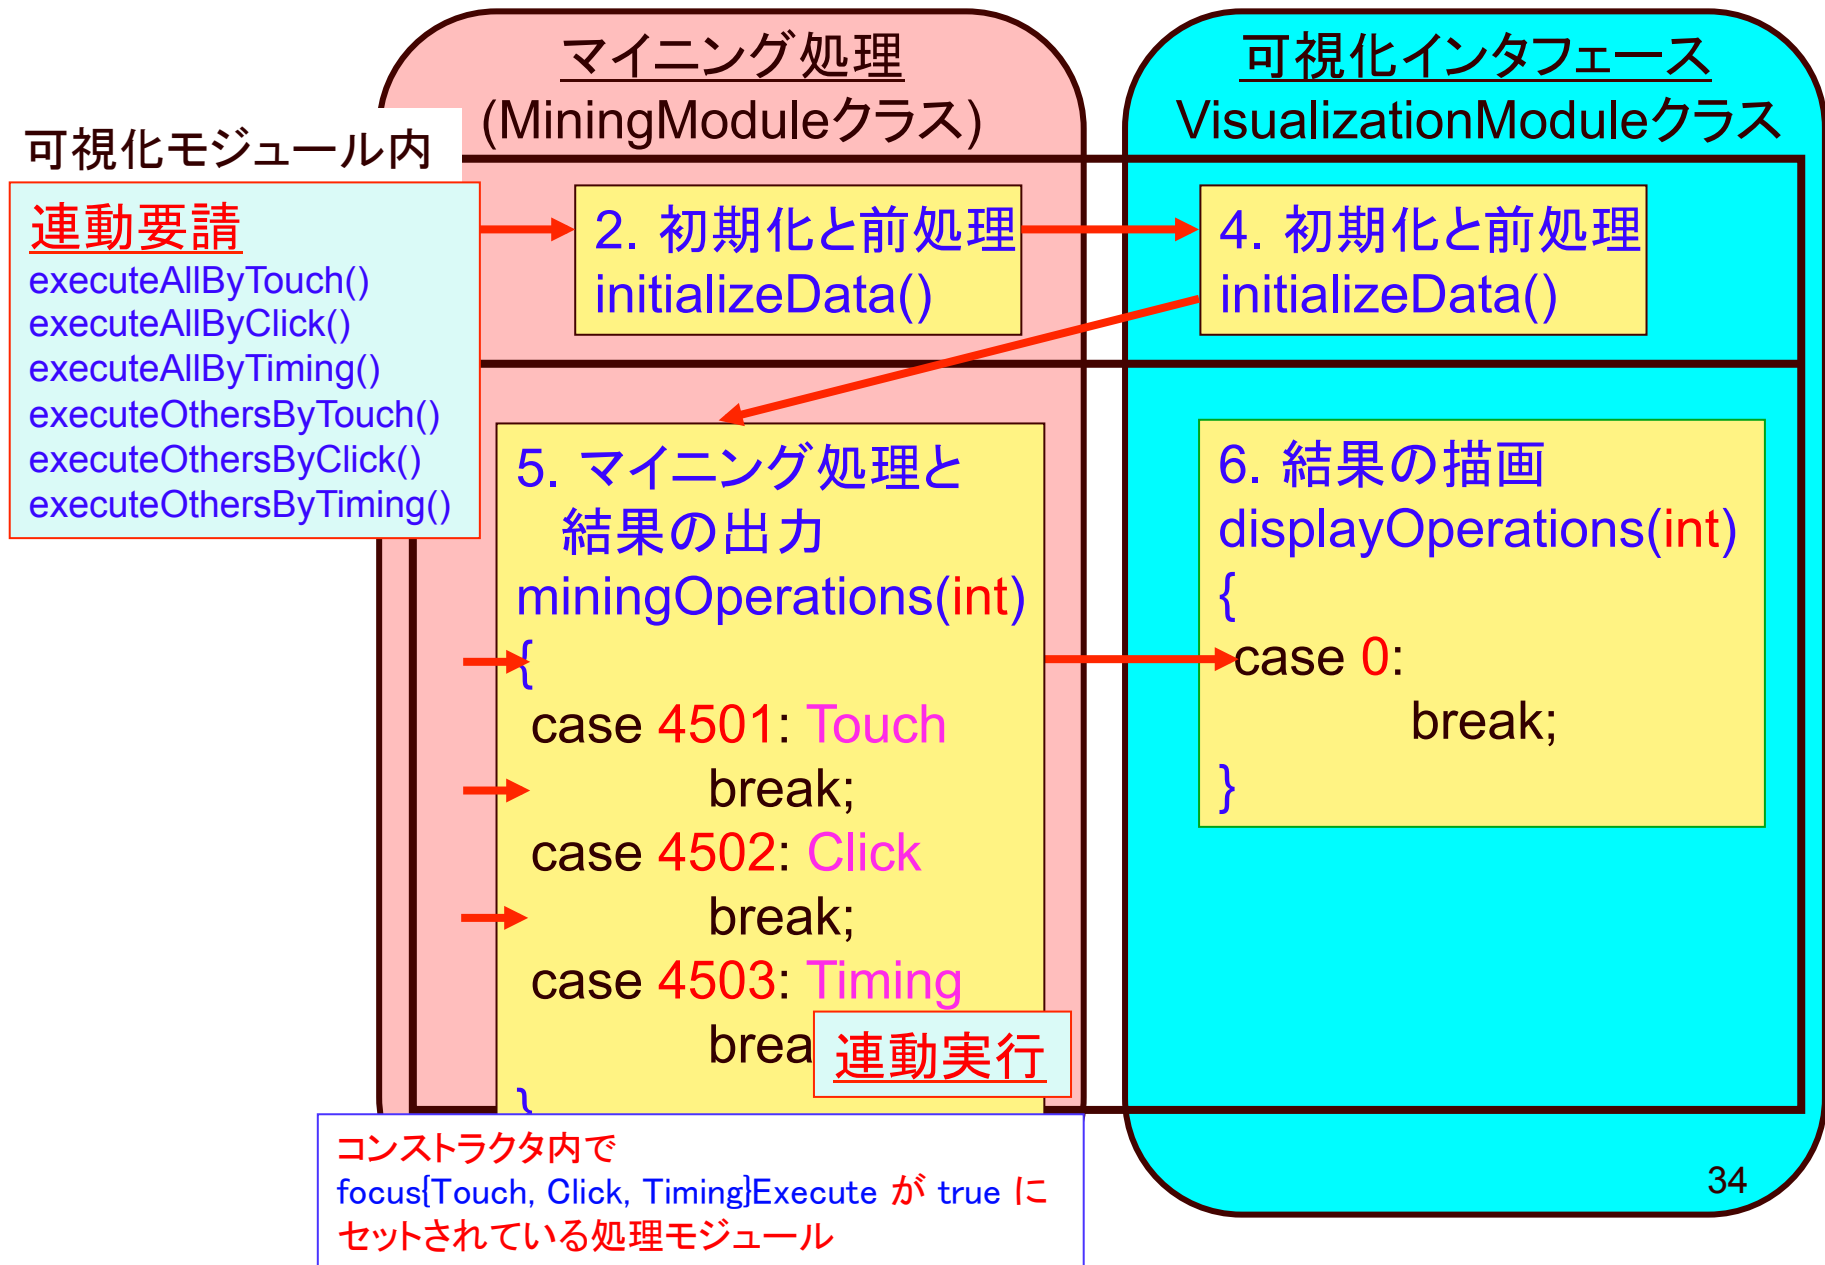 マイニング処理
(MiningModuleクラス)
可視化インタフェース
VisualizationModuleクラス
可視化モジュール内
連動要請
executeAllByTouch()
executeAllByClick()
executeAllByTiming()
executeOthersByTouch()
executeOthersByClick()
executeOthersByTiming()
2. 初期化と前処理
initializeData()
4. 初期化と前処理
initializeData()
5. マイニング処理と
結果の出力
miningOperations(int)
{
case 4501: Touch
break;
case 4502: Click
break;
case 4503: Timing
brea
}
連動実行
6. 結果の描画
displayOperations(int)
{
case 0:
break;
}
コンストラクタ内で
focus{Touch, Click, Timing}Execute が true に
セットされている処理モジュール
34